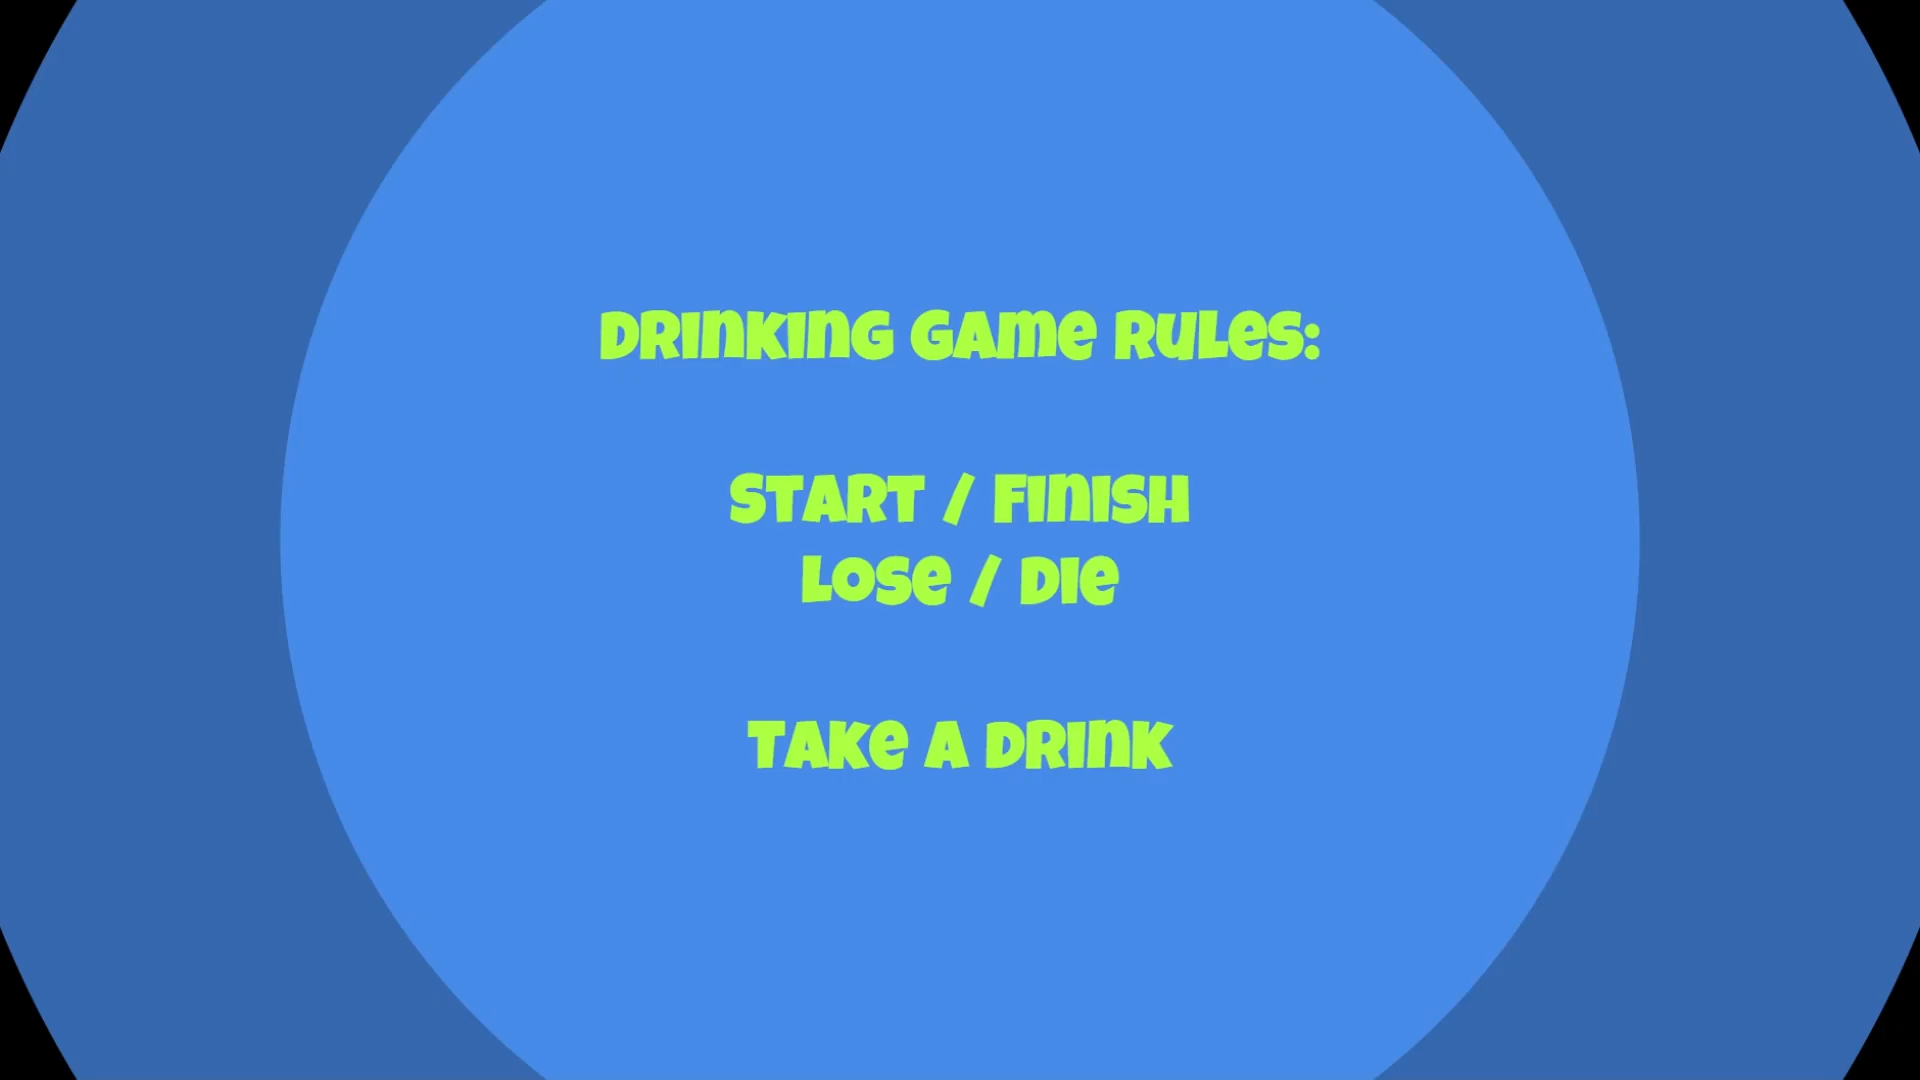 Drinking Game Rules:
Start / Finish
Lose / Die
Take a Drink